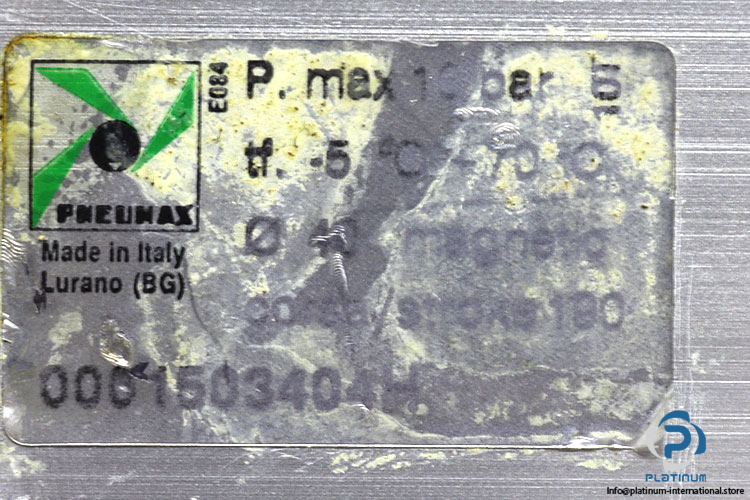 PNEUMAX
Made in Italy
Lurano (BG)
E084
P. max 10 bar
tf. -5 °C +70 °C
Ø 40 magnetic
corsa/stroke 180
PLATINUM
Info@platinum-international.store